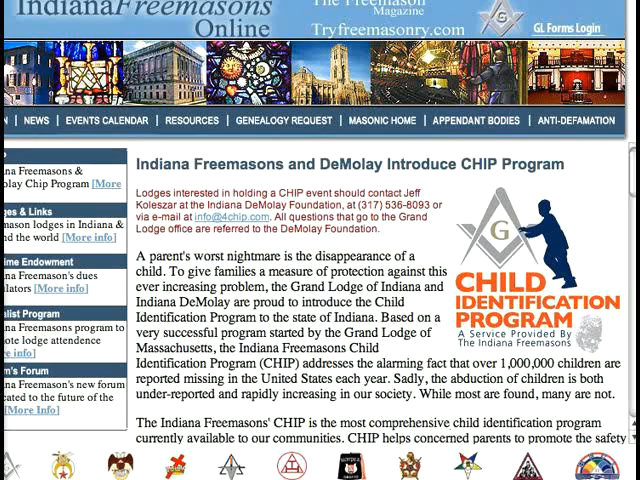 IndianaFreemasons
Online
The Freemason
Magazine
Tryfreemasonry.com
GL Forms Login
N | NEWS | EVENTS CALENDAR | RESOURCES | GENEALOGY REQUEST | MASONIC HOME | APPENDANT BODIES | ANTI-DEFAMATION
na Freemasons &
olay Chip Program [More
ges & Links
mason lodges in Indiana &
nd the world [More info]
ime Endowment
na Freemason's dues
ulators [More info]
alist Program
na Freemasons program to
ote lodge attendence
re info]
m's Forum
na Freemason's new forum
cated to the future of the
[More Info]
Indiana Freemasons and DeMolay Introduce CHIP Program
Lodges interested in holding a CHIP event should contact Jeff
Koleszar at the Indiana DeMolay Foundation, at (317) 536-8093 or
via e-mail at info@4chip.com. All questions that go to the Grand
Lodge office are referred to the DeMolay Foundation.
A parent's worst nightmare is the disappearance of a
child. To give families a measure of protection against this
ever increasing problem, the Grand Lodge of Indiana and
Indiana DeMolay are proud to introduce the Child
Identification Program to the state of Indiana. Based on a
very successful program started by the Grand Lodge of
Massachusetts, the Indiana Freemasons Child
Identification Program (CHIP) addresses the alarming fact that over 1,000,000 children are
reported missing in the United States each year. Sadly, the abduction of children is both
under-reported and rapidly increasing in our society. While most are found, many are not.
The Indiana Freemasons' CHIP is the most comprehensive child identification program
currently available to our communities. CHIP helps concerned parents to promote the safety
G
CHILD
IDENTIFICATION
PROGRAM
A Service Provided By
The Indiana Freemasons